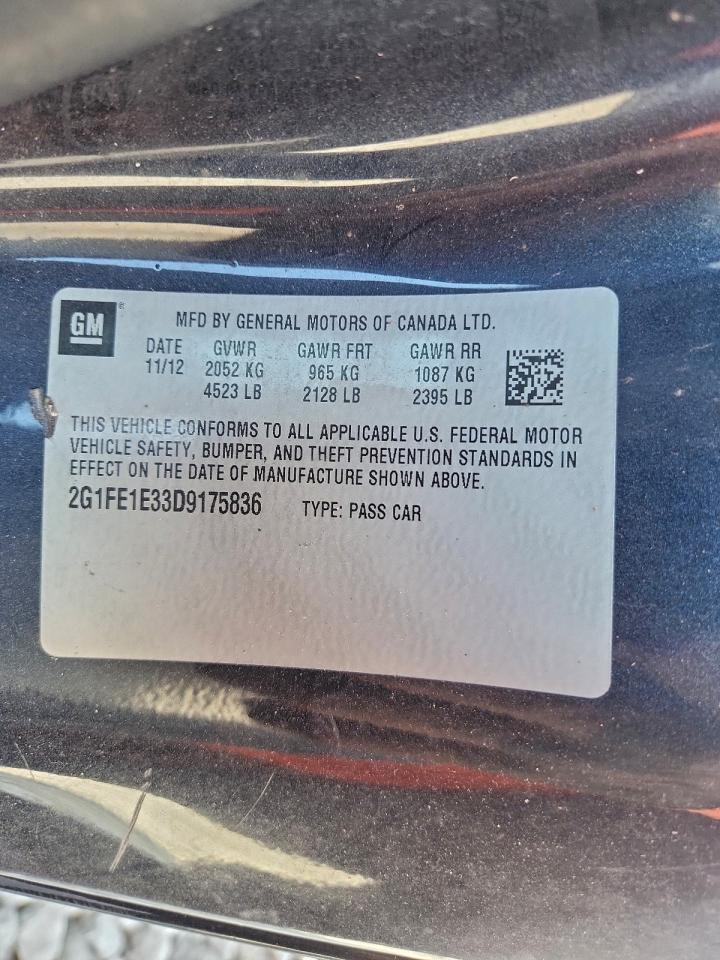 GM ®
MFD BY GENERAL MOTORS OF CANADA LTD.
DATE GVWR GAWR FRT GAWR RR
11/12 2052 KG 965 KG 1087 KG
4523 LB 2128 LB 2395 LB
THIS VEHICLE CONFORMS TO ALL APPLICABLE U.S. FEDERAL MOTOR
VEHICLE SAFETY, BUMPER, AND THEFT PREVENTION STANDARDS IN
EFFECT ON THE DATE OF MANUFACTURE SHOWN ABOVE.
2G1FE1E33D9175836 TYPE: PASS CAR